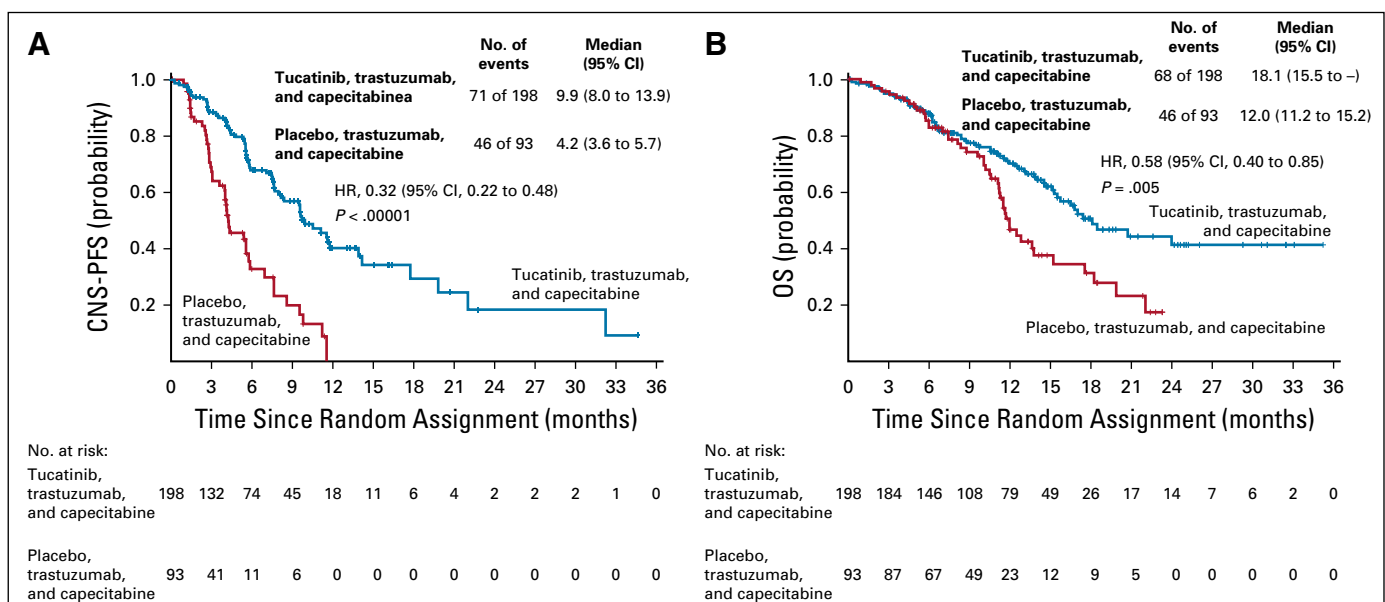 A
No. of events
Median (95% CI)
Tucatinib, trastuzumab,
and capecitabinea
71 of 198
9.9 (8.0 to 13.9)
Placebo, trastuzumab,
and capecitabine
46 of 93
4.2 (3.6 to 5.7)
HR, 0.32 (95% CI, 0.22 to 0.48)
P < .00001
CNS-PFS (probability)
1.0
0.8
0.6
0.4
0.2
Tucatinib, trastuzumab,
and capecitabine
Placebo,
trastuzumab,
and capecitabine
0 3 6 9 12 15 18 21 24 27 30 33 36
Time Since Random Assignment (months)
No. at risk:
Tucatinib,
trastuzumab,
and capecitabine
198 132 74 45 18 11 6 4 2 2 2 1 0
Placebo,
trastuzumab,
and capecitabine
93 41 11 6 0 0 0 0 0 0 0 0 0
B
No. of events
Median (95% CI)
Tucatinib, trastuzumab,
and capecitabine
68 of 198
18.1 (15.5 to –)
Placebo, trastuzumab,
and capecitabine
46 of 93
12.0 (11.2 to 15.2)
HR, 0.58 (95% CI, 0.40 to 0.85)
P = .005
OS (probability)
1.0
0.8
0.6
0.4
0.2
Tucatinib, trastuzumab,
and capecitabine
Placebo, trastuzumab, and capecitabine
0 3 6 9 12 15 18 21 24 27 30 33 36
Time Since Random Assignment (months)
No. at risk:
Tucatinib,
trastuzumab,
and capecitabine
198 184 146 108 79 49 26 17 14 7 6 2 0
Placebo,
trastuzumab,
and capecitabine
93 87 67 49 23 12 9 5 0 0 0 0 0